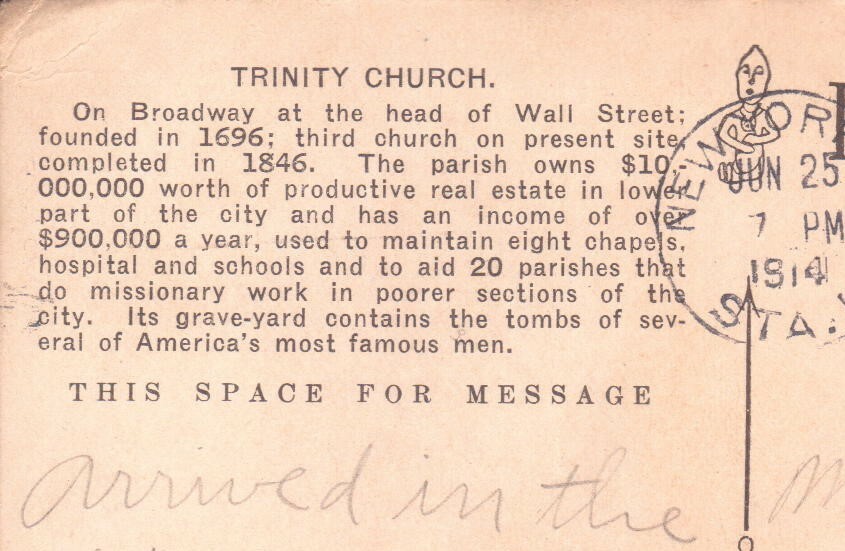 TRINITY CHURCH.
On Broadway at the head of Wall Street;
founded in 1696; third church on present site,
completed in 1846. The parish owns $10,-
000,000 worth of productive real estate in lower
part of the city and has an income of over
$900,000 a year, used to maintain eight chapels,
hospital and schools and to aid 20 parishes that
do missionary work in poorer sections of the
city. Its grave-yard contains the tombs of sev-
eral of America's most famous men.
THIS SPACE FOR MESSAGE
arrived in the
NEW YOR
JUN 25
7 PM
1914
STA.